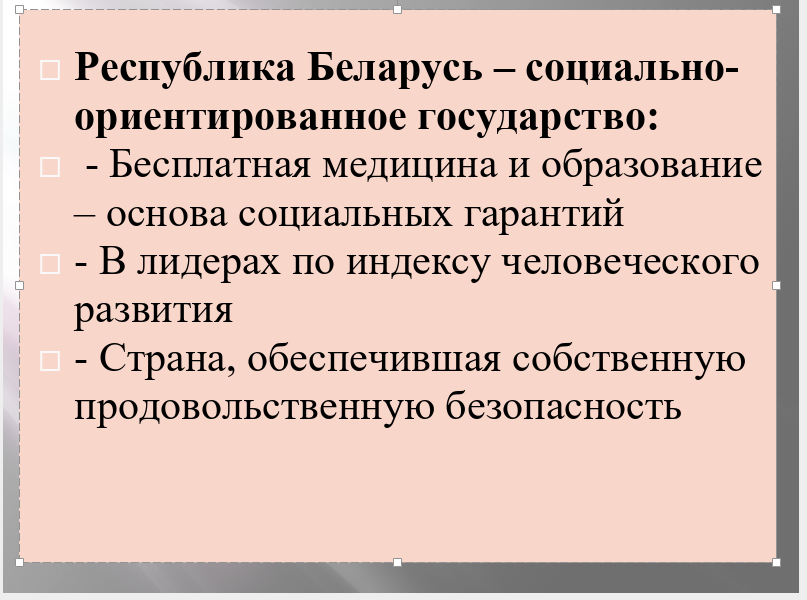 Республика Беларусь – социально-
ориентированное государство:
- Бесплатная медицина и образование
– основа социальных гарантий
- В лидерах по индексу человеческого
развития
- Страна, обеспечившая собственную
продовольственную безопасность